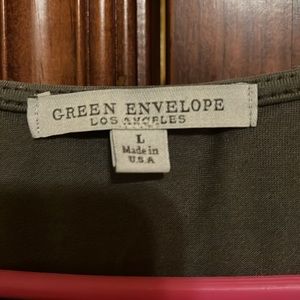 GREEN ENVELOPE
LOS ANGELES
L
Made in
U.S.A